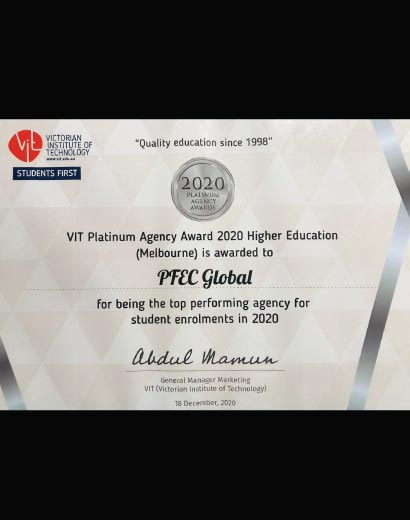 Vit
VICTORIAN
INSTITUTE OF
TECHNOLOGY
www.vit.edu.au
STUDENTS FIRST
"Quality education since 1998"
2020
PLATINUM
AGENCY
AWARDS
VIT Platinum Agency Award 2020 Higher Education
(Melbourne) is awarded to
PFEC Global
for being the top performing agency for
student enrolments in 2020
Abdul Mamun
General Manager Marketing
VIT (Victorian Institute of Technology)
18 December, 2020